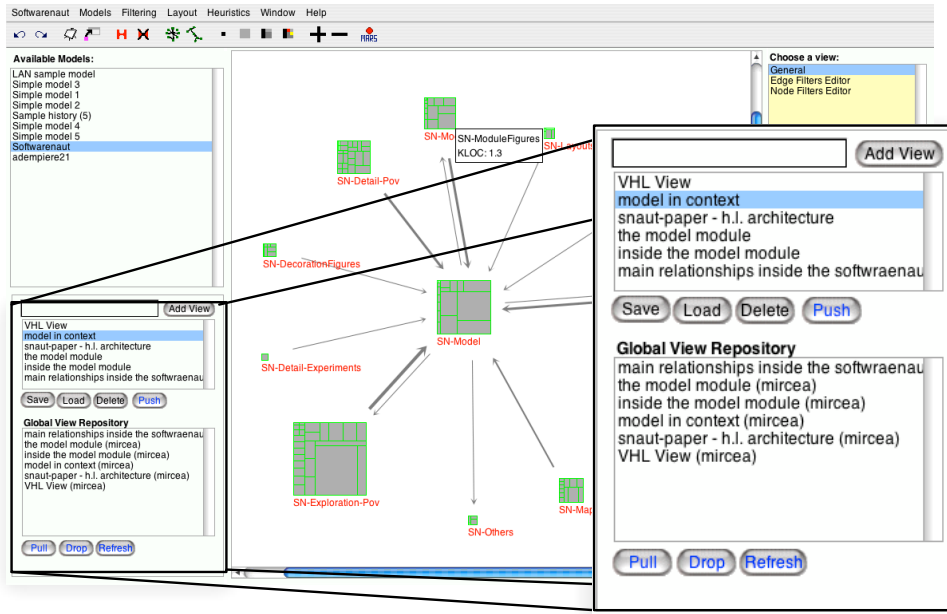 Softwarenaut Models Filtering Layout Heuristics Window Help
H H MARS
Available Models:
LAN sample model
Simple model 3
Simple model 1
Simple model 2
Sample history (5)
Simple model 4
Simple model 5
Softwarenaut
adempiere21
Choose a view:
General
Edge Filters Editor
Node Filters Editor
SN-Mo
SN-ModuleFigures
KLOC: 1.3
SN-Layouts
SN-Detail-Pov
SN-DecorationFigures
SN-Model
SN-Detail-Experiments
SN-Exploration-Pov
SN-Others
SN-Map
Add View
VHL View
model in context
snaut-paper - h.l. architecture
the model module
inside the model module
main relationships inside the softwraenau
Save Load Delete Push
Global View Repository
main relationships inside the softwraenau
the model module (mircea)
inside the model module (mircea)
model in context (mircea)
snaut-paper - h.l. architecture (mircea)
VHL View (mircea)
Pull Drop Refresh
Add View
VHL View
model in context
snaut-paper - h.l. architecture
the model module
inside the model module
main relationships inside the softwraenau
Save Load Delete Push
Global View Repository
main relationships inside the softwraenau
the model module (mircea)
inside the model module (mircea)
model in context (mircea)
snaut-paper - h.l. architecture (mircea)
VHL View (mircea)
Pull Drop Refresh